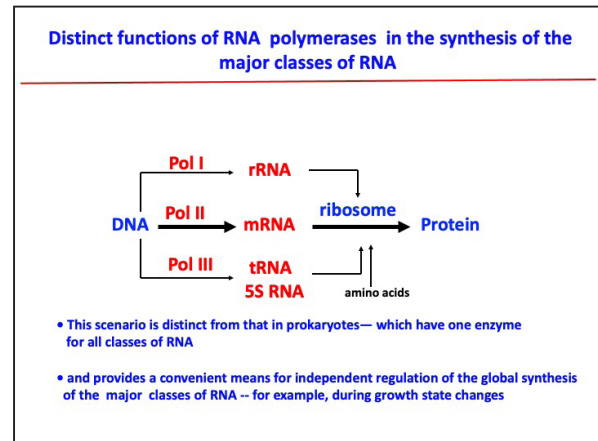 Distinct functions of RNA polymerases in the synthesis of the
major classes of RNA
Pol I
rRNA
DNA
Pol II
mRNA
ribosome
Protein
Pol III
tRNA
5S RNA
amino acids
• This scenario is distinct from that in prokaryotes— which have one enzyme
for all classes of RNA
• and provides a convenient means for independent regulation of the global synthesis
of the major classes of RNA -- for example, during growth state changes